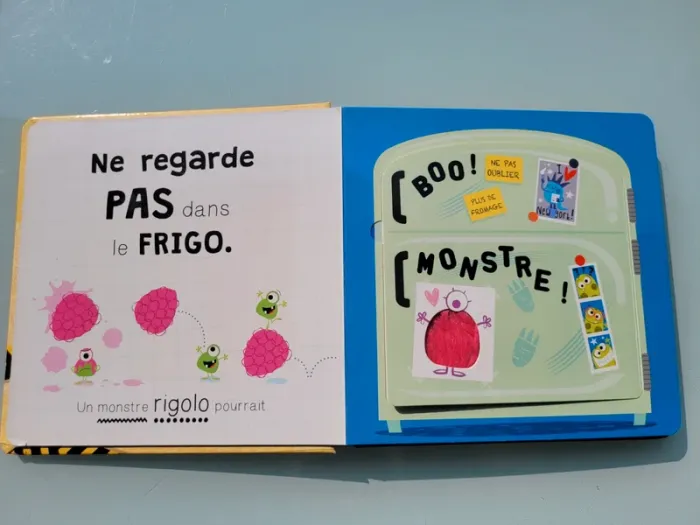 Ne regarde
PAS dans
le FRIGO.
Un monstre rigolo pourrait
BOO!
NE PAS
OUBLIER
PLUS DE
FROMAGE
I
New York!
MONSTRE!